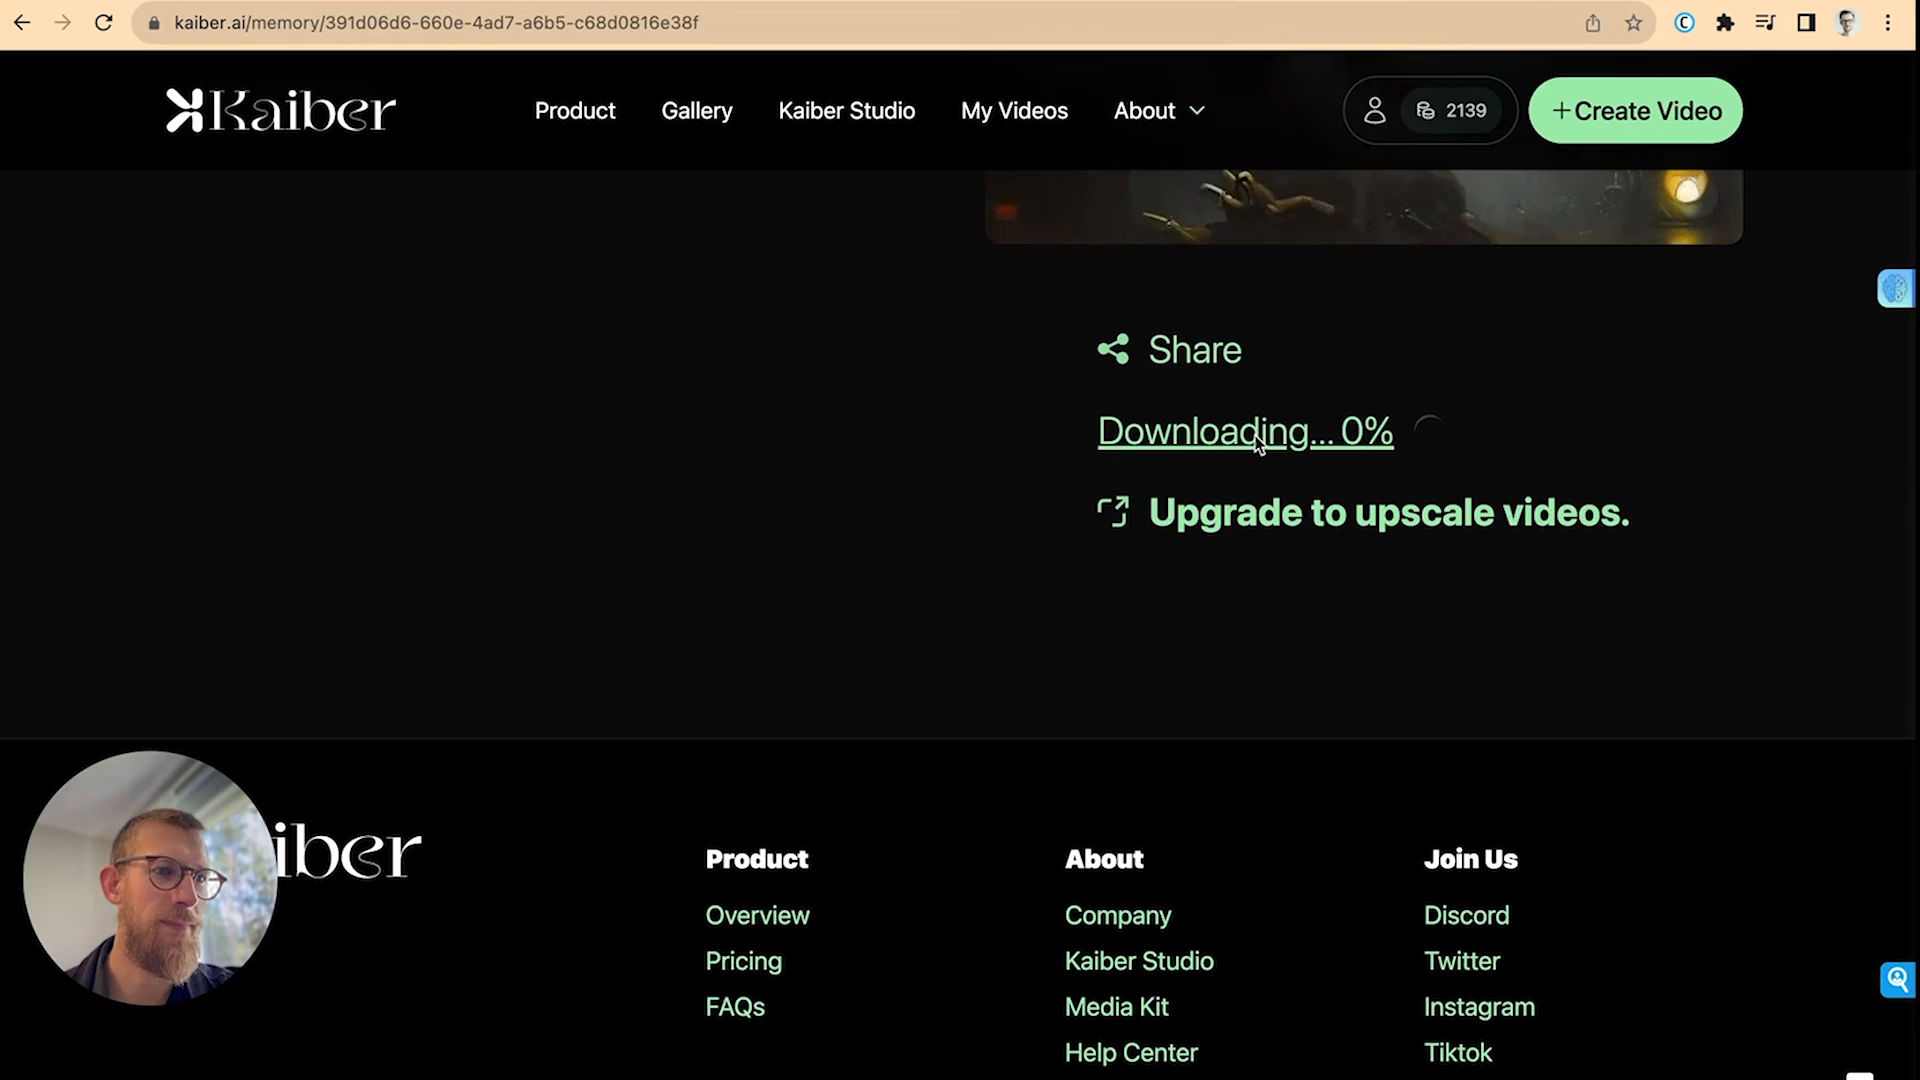 kaiber.ai/memory/391d06d6-660e-4ad7-a6b5-c68d0816e38f
Kaiber
Product
Gallery
Kaiber Studio
My Videos
About
2139
+Create Video
Share
Downloading... 0%
Upgrade to upscale videos.
iber
Product
About
Join Us
Overview
Company
Discord
Pricing
Kaiber Studio
Twitter
FAQs
Media Kit
Instagram
Help Center
Tiktok